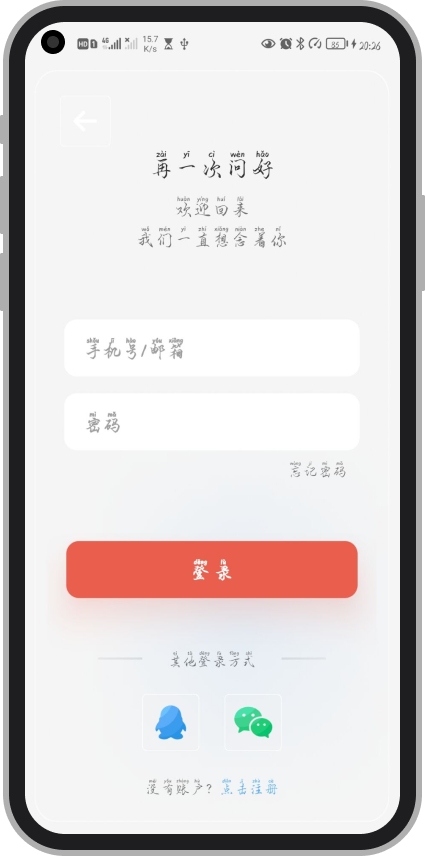 HD 1 4G 15.7 K/s 85 20:26
zài yī cì wèn hǎo
再一次问好
huān yíng huí lái
欢迎回来
wǒ men yī zhí xiǎng niàn zhe nǐ
我们一直想念着你
shǒu jī hào yóu xiāng
手机号/邮箱
mì mǎ
密码
wàng jì mì mǎ
忘记密码
dēng lù
登录
qí tā dēng lù fāng shì
其他登录方式
méi yǒu zhàng hù diǎn jī zhù cè
没有账户? 点击注册